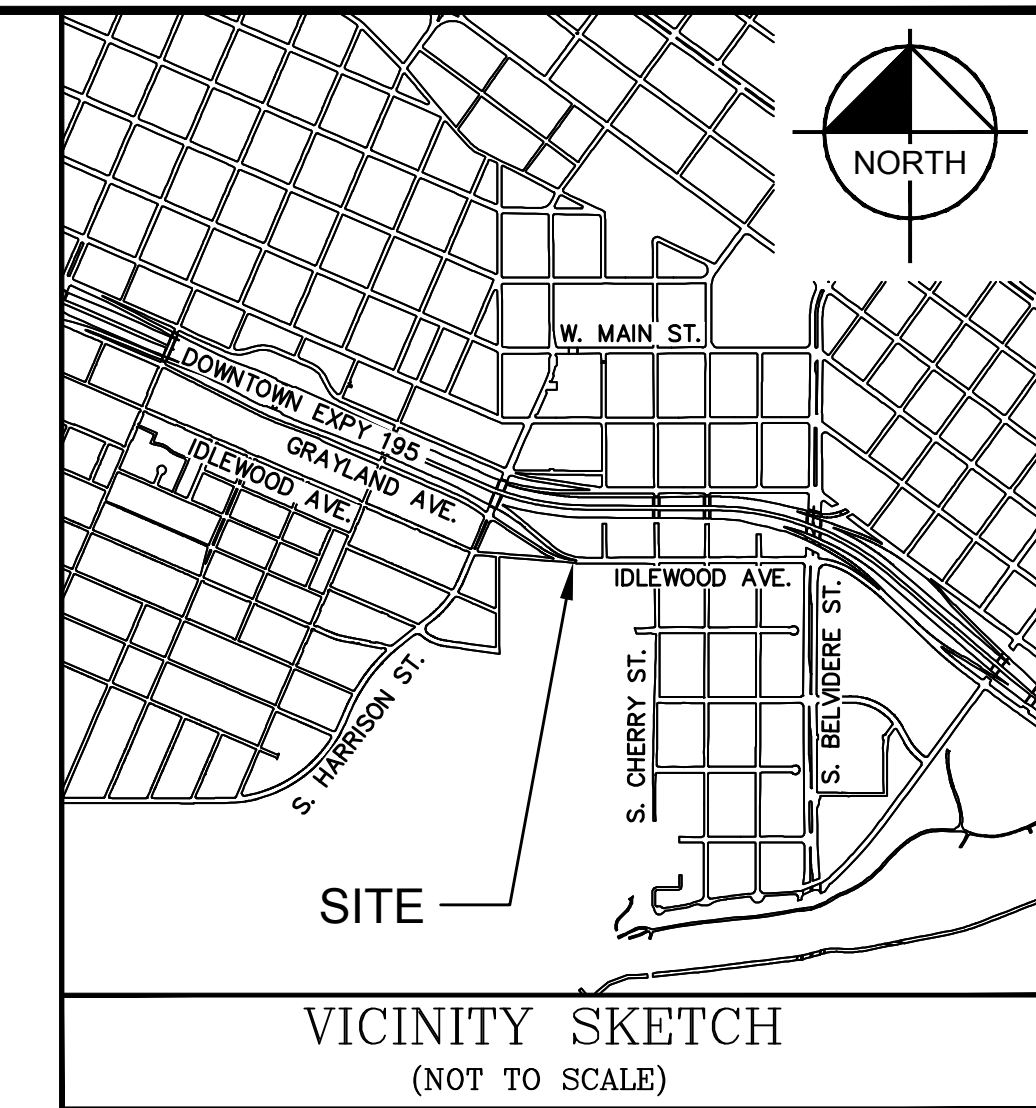 NORTH
W. MAIN ST.
DOWNTOWN EXPY 195
GRAYLAND AVE.
IDLEWOOD AVE.
IDLEWOOD AVE.
S. HARRISON ST.
S. CHERRY ST.
S. BELVIDERE ST.
SITE
VICINITY SKETCH
(NOT TO SCALE)